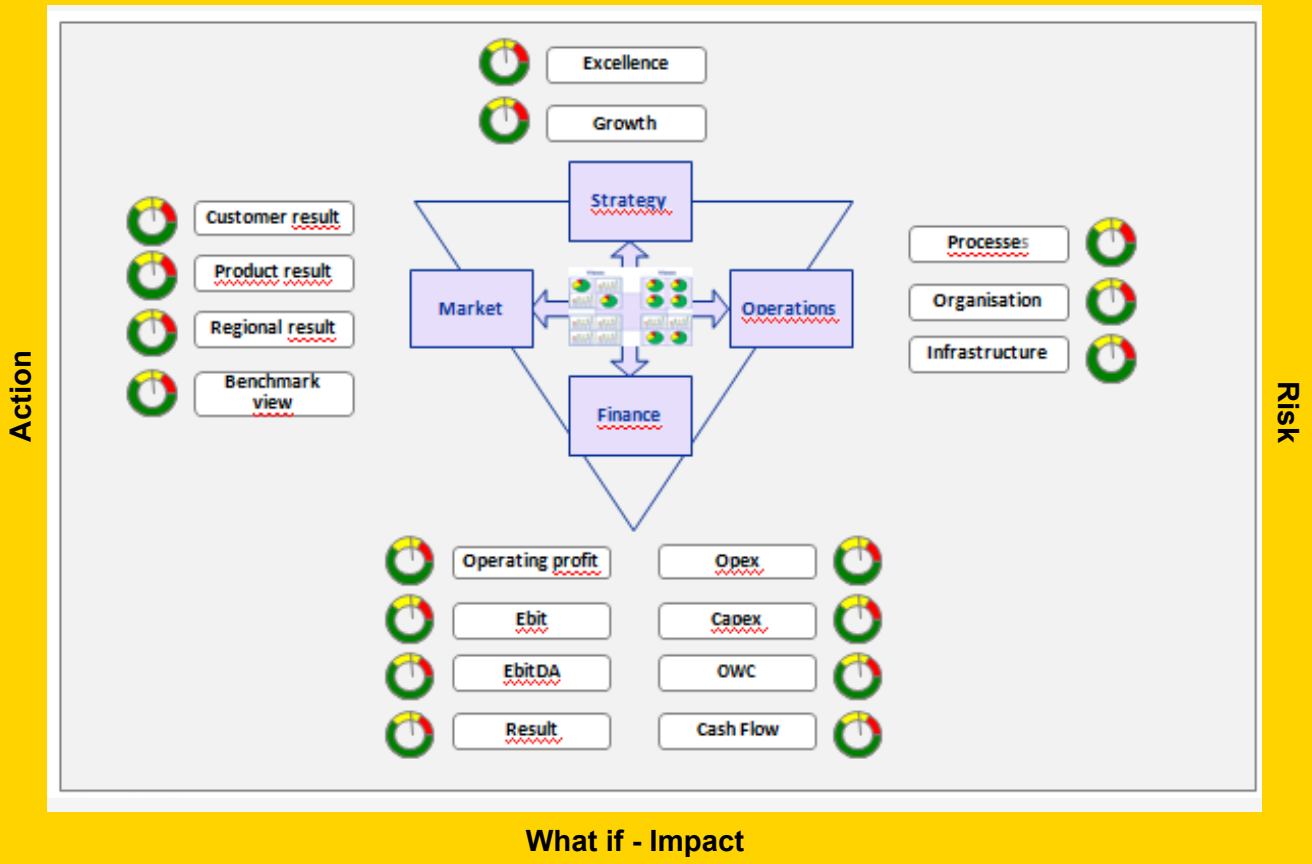 Excellence
Growth
Strategy
Customer result
Product result
Regional result
Benchmark
view
Market
Operations
Finance
Processes
Organisation
Infrastructure
Action
Risk
Operating profit
Opex
Ebit
Capex
EbitDA
OWC
Result
Cash Flow
What if - Impact